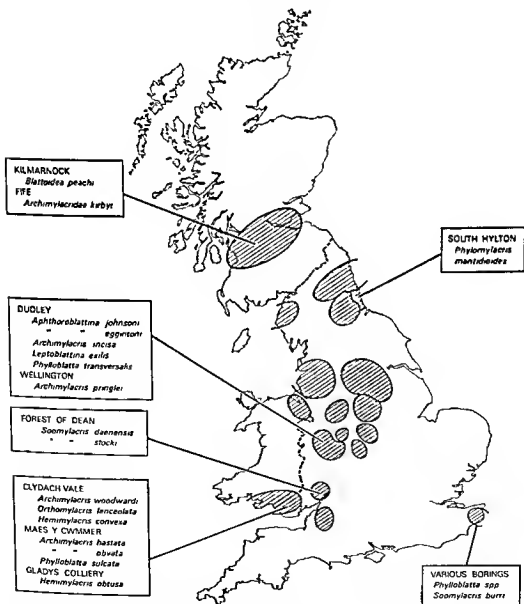 KILMARNOCK
Blattoidea peachi
FIFE
Archimylacridae kirbyi
SOUTH HYLTON
Phylomylacris
mantidioides
DUDLEY
Aphthoroblattina johnsoni
" " eggintoni
Archimylacris incisa
Leptoblattina exilis
Phylloblatta transversalis
WELLINGTON
Archimylacris pringlei
FOREST OF DEAN
Soomylacris deanensis
" " stocki
CLYDACH VALE
Archimylacris woodwardi
Orthomylacris lanceolata
Hemimylacris convexa
MAES Y CWMMER
Archimylacris hastata
" " obvata
Phylloblatta sulcata
GLADYS COLLIERY
Hemimylacris obtusa
VARIOUS BORINGS
Phylloblatta spp
Soomylacris burri